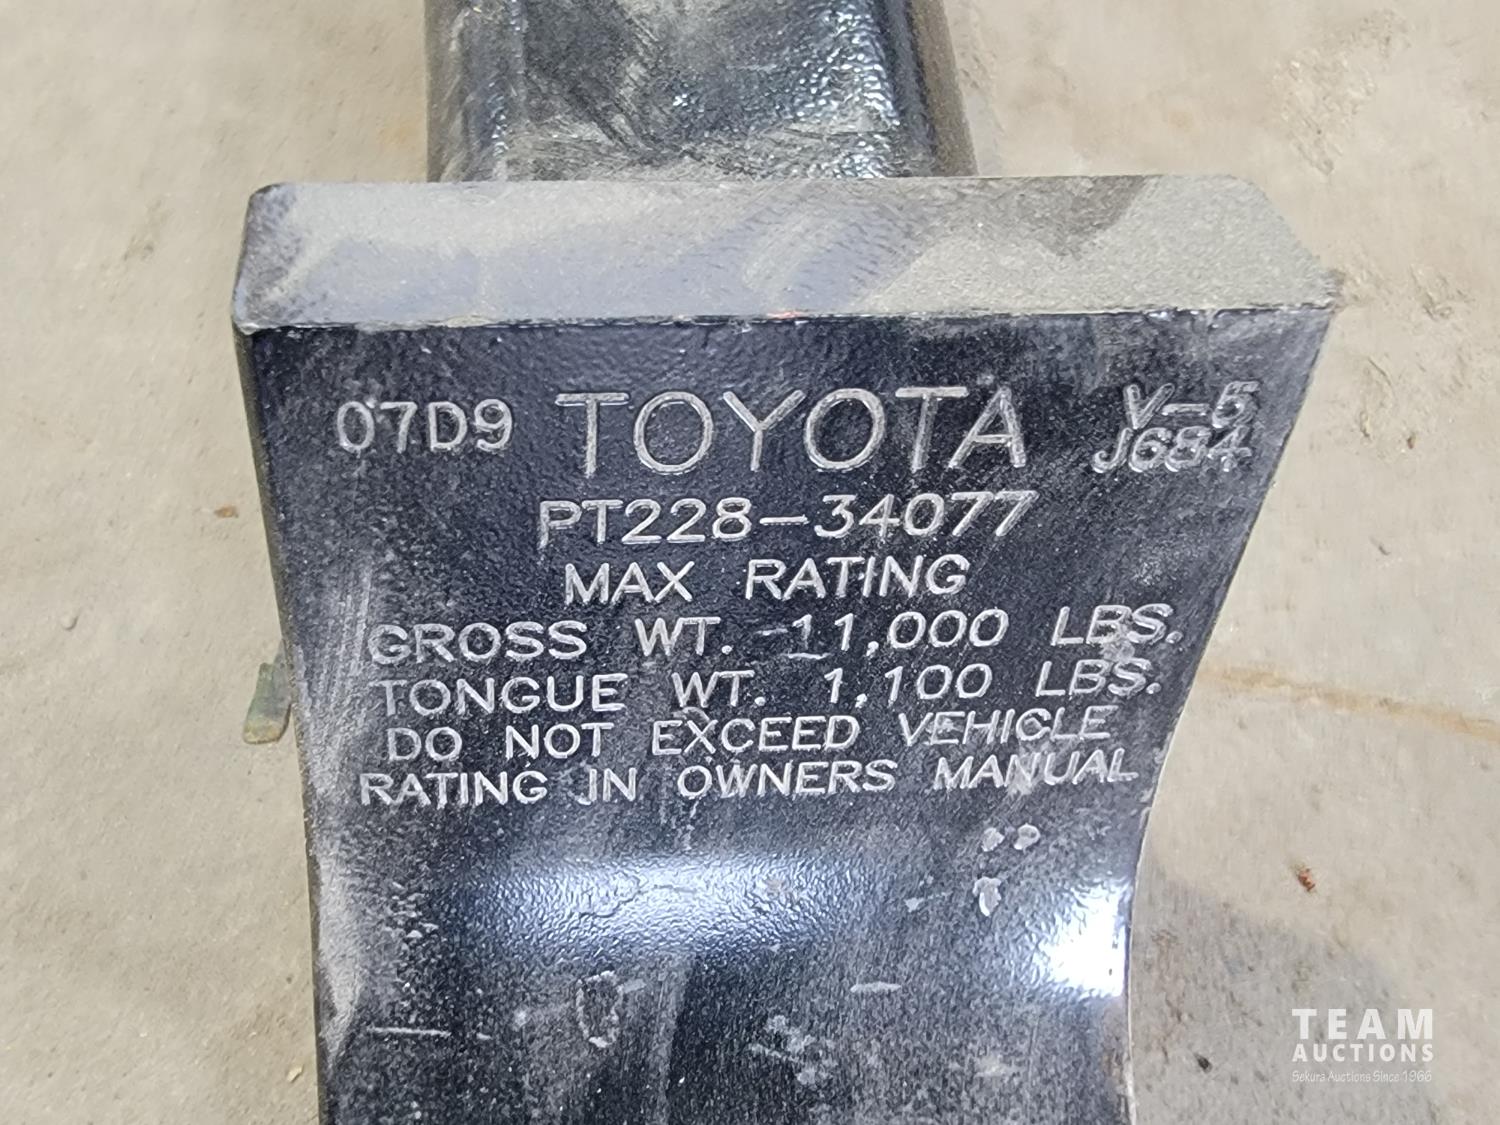 07D9 TOYOTA V-5
J684
PT228-34077
MAX RATING
GROSS WT. 11,000 LBS.
TONGUE WT. 1,100 LBS.
DO NOT EXCEED VEHICLE
RATING IN OWNERS MANUAL
TEAM
AUCTIONS
Sekura Auctions Since 1966